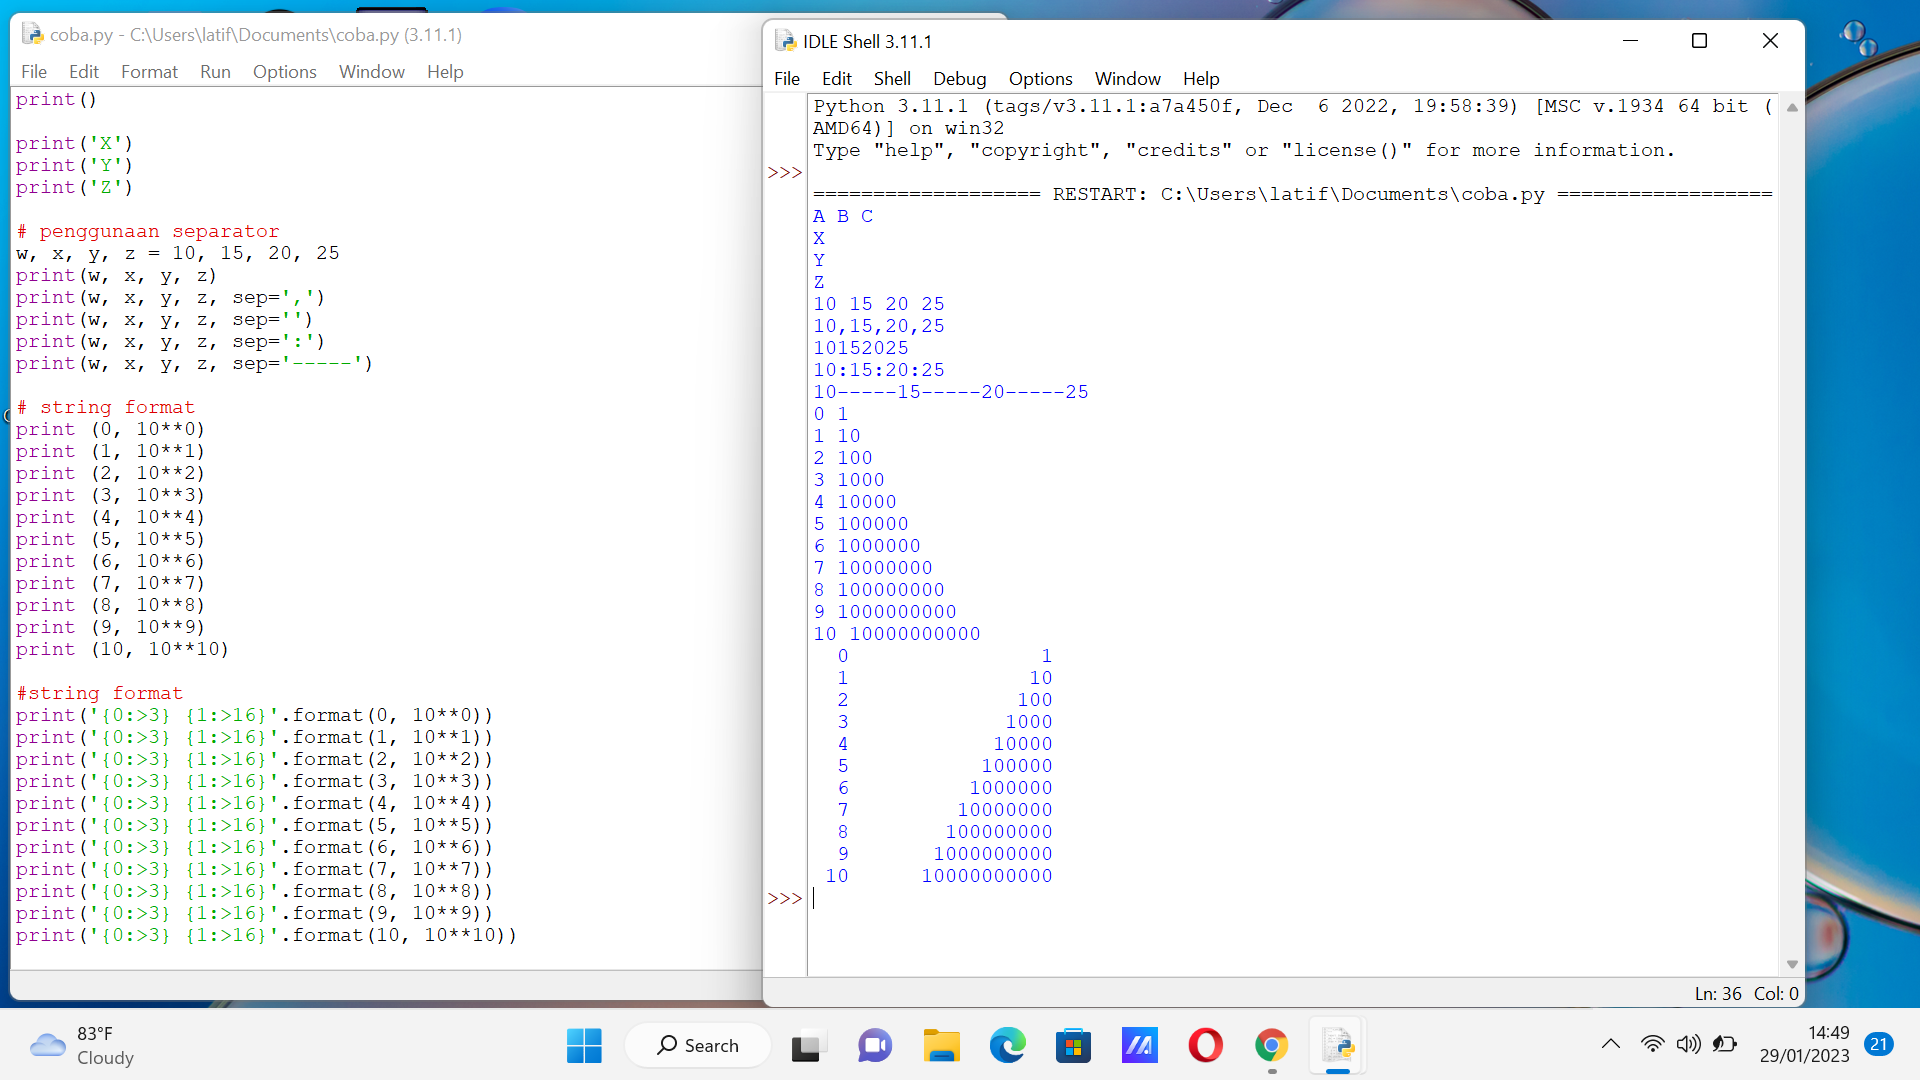 coba.py - C:\Users\latif\Documents\coba.py (3.11.1)
File Edit Format Run Options Window Help
print()
print('X')
print('Y')
print('Z')
# penggunaan separator
w, x, y, z = 10, 15, 20, 25
print(w, x, y, z)
print(w, x, y, z, sep=',')
print(w, x, y, z, sep='')
print(w, x, y, z, sep=':')
print(w, x, y, z, sep='-----')
# string format
print (0, 10**0)
print (1, 10**1)
print (2, 10**2)
print (3, 10**3)
print (4, 10**4)
print (5, 10**5)
print (6, 10**6)
print (7, 10**7)
print (8, 10**8)
print (9, 10**9)
print (10, 10**10)
#string format
print('{0:>3} {1:>16}'.format(0, 10**0))
print('{0:>3} {1:>16}'.format(1, 10**1))
print('{0:>3} {1:>16}'.format(2, 10**2))
print('{0:>3} {1:>16}'.format(3, 10**3))
print('{0:>3} {1:>16}'.format(4, 10**4))
print('{0:>3} {1:>16}'.format(5, 10**5))
print('{0:>3} {1:>16}'.format(6, 10**6))
print('{0:>3} {1:>16}'.format(7, 10**7))
print('{0:>3} {1:>16}'.format(8, 10**8))
print('{0:>3} {1:>16}'.format(9, 10**9))
print('{0:>3} {1:>16}'.format(10, 10**10))
IDLE Shell 3.11.1
File Edit Shell Debug Options Window Help
Python 3.11.1 (tags/v3.11.1:a7a450f, Dec  6 2022, 19:58:39) [MSC v.1934 64 bit (
AMD64)] on win32
Type "help", "copyright", "credits" or "license()" for more information.
>>>
=================== RESTART: C:\Users\latif\Documents\coba.py ==================
A B C
X
Y
Z
10 15 20 25
10,15,20,25
10152025
10:15:20:25
10-----15-----20-----25
0 1
1 10
2 100
3 1000
4 10000
5 100000
6 1000000
7 10000000
8 100000000
9 1000000000
10 10000000000
  0                1
  1               10
  2              100
  3             1000
  4            10000
  5           100000
  6          1000000
  7         10000000
  8        100000000
  9       1000000000
 10      10000000000
>>>
Ln: 36 Col: 0
83°F
Cloudy
Search
14:49
29/01/2023
21